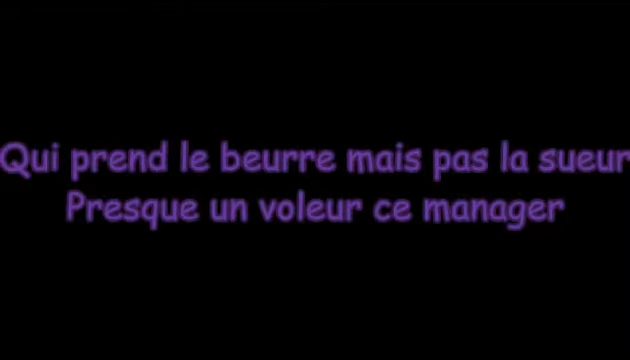 Qui prend le beurre mais pas la sueur
Presque un voleur ce manager